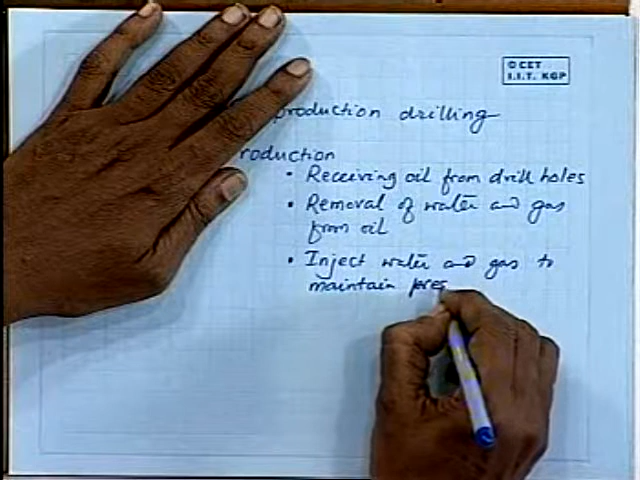 © CET
I.I.T. KGP
production drilling
roduction
• Receiving oil from drill holes
• Removal of water and gas
from oil
• Inject water and gas to
maintain pres